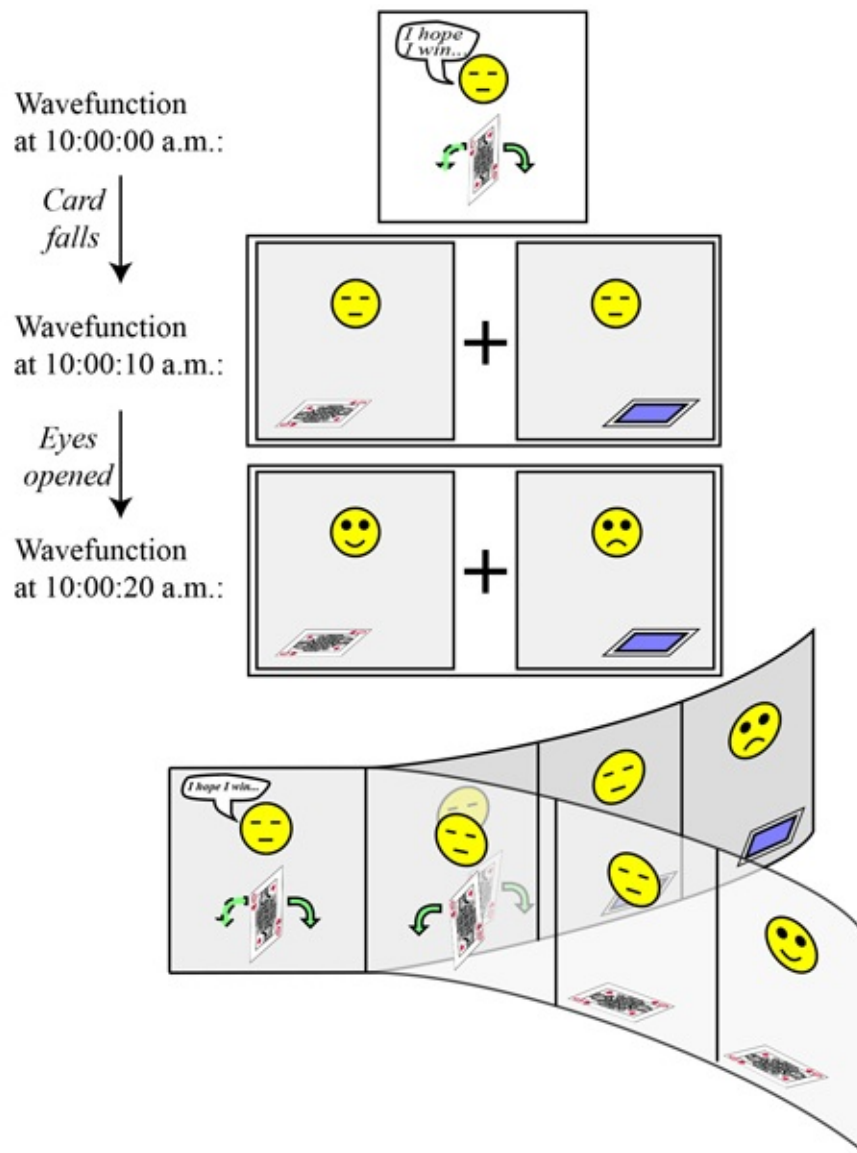 I hope
I win...
Wavefunction
at 10:00:00 a.m.:
Card
falls
Wavefunction
at 10:00:10 a.m.:
Eyes
opened
Wavefunction
at 10:00:20 a.m.:
I hope I win...